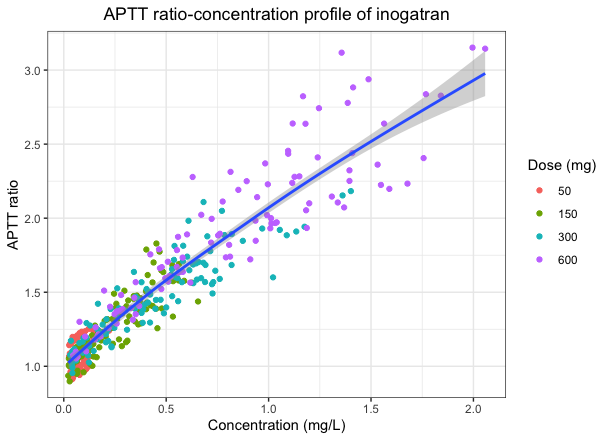 APTT ratio-concentration profile of inogatran
APTT ratio
3.0
2.5
2.0
1.5
1.0
0.0 0.5 1.0 1.5 2.0
Concentration (mg/L)
Dose (mg)
50
150
300
600